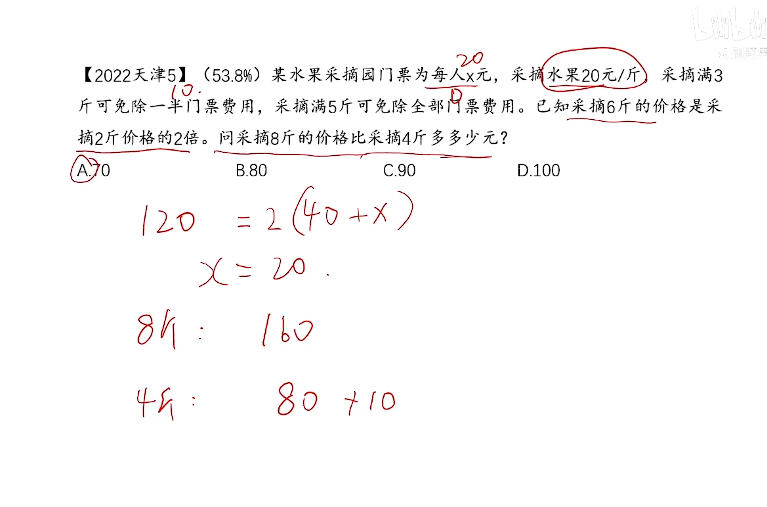 20
【2022天津5】（53.8%）某水果采摘园门票为每人x元，采摘水果20元/斤，采摘满3
10. 0
斤可免除一半门票费用，采摘满5斤可免除全部门票费用。已知采摘6斤的价格是采
摘2斤价格的2倍。问采摘8斤的价格比采摘4斤多多少元？
A.70 B.80 C.90 D.100
120 = 2(40+x)
x = 20.
8斤: 160
4斤: 80 +10